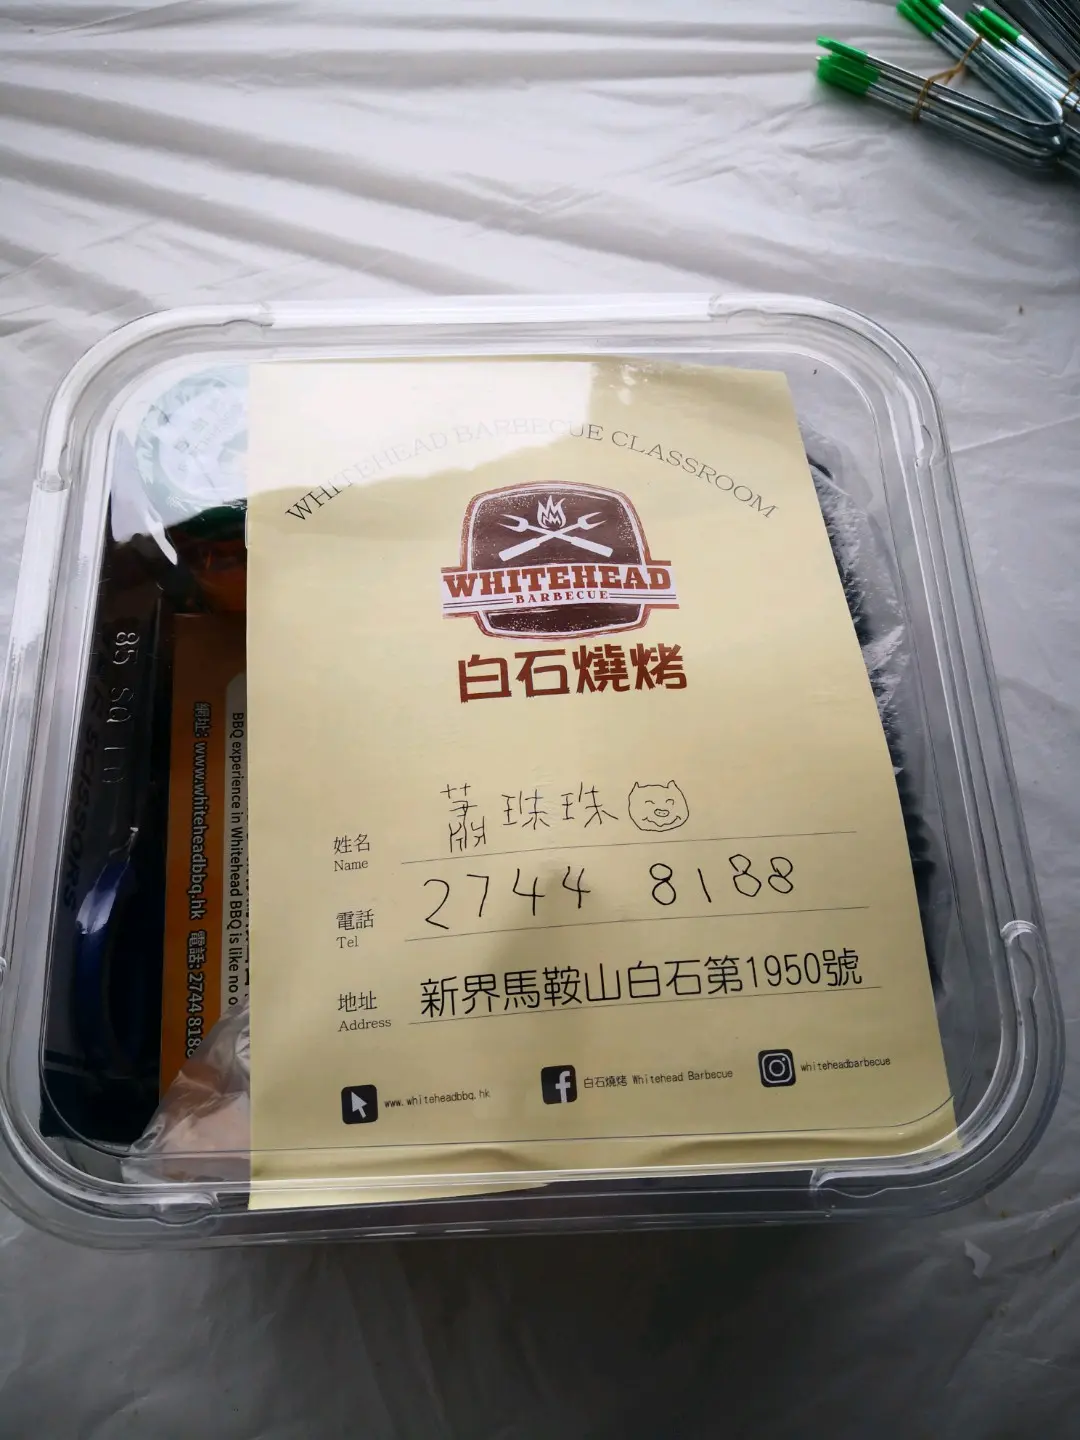 WHITEHEAD BARBECUE CLASSROOM
WHITEHEAD
BARBECUE
白石燒烤
姓名 蕭珠珠
Name
電話 2744 8188
Tel
地址 新界馬鞍山白石第1950號
Address
www.whiteheadbbq.hk
白石燒烤 Whitehead Barbecue
whiteheadbarbecue
85 SQ
SCISSORS
BBQ experience in Whitehead BBQ is like no o
網址: www.whiteheadbbq.hk 電話: 2744 818